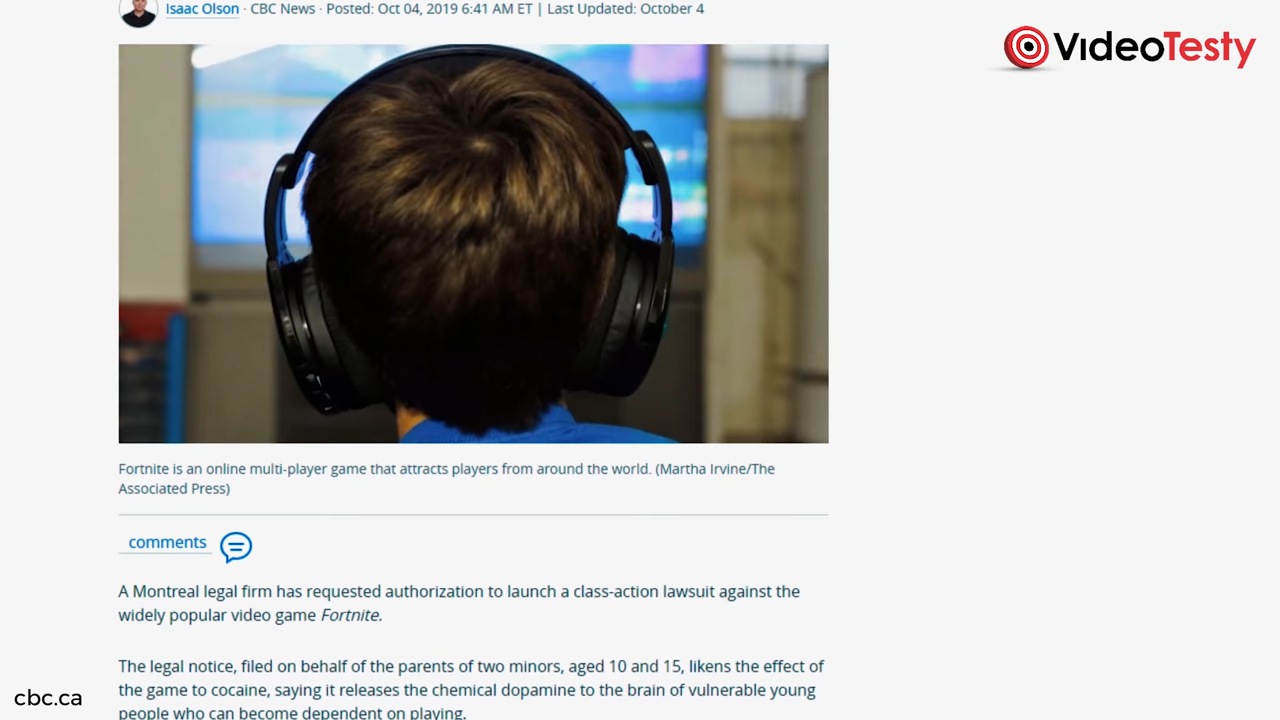 Isaac Olson · CBC News · Posted: Oct 04, 2019 6:41 AM ET | Last Updated: October 4
VIDEOTESTY
Fortnite is an online multi-player game that attracts players from around the world. (Martha Irvine/The
Associated Press)
comments
A Montreal legal firm has requested authorization to launch a class-action lawsuit against the
widely popular video game Fortnite.
The legal notice, filed on behalf of the parents of two minors, aged 10 and 15, likens the effect of
the game to cocaine, saying it releases the chemical dopamine to the brain of vulnerable young
people who can become dependent on playing.
cbc.ca